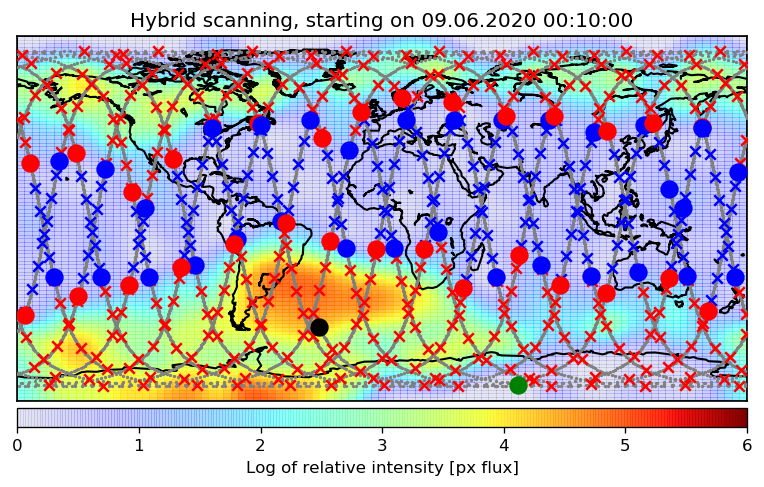 Hybrid scanning, starting on 09.06.2020 00:10:00
0 1 2 3 4 5 6
Log of relative intensity [px flux]